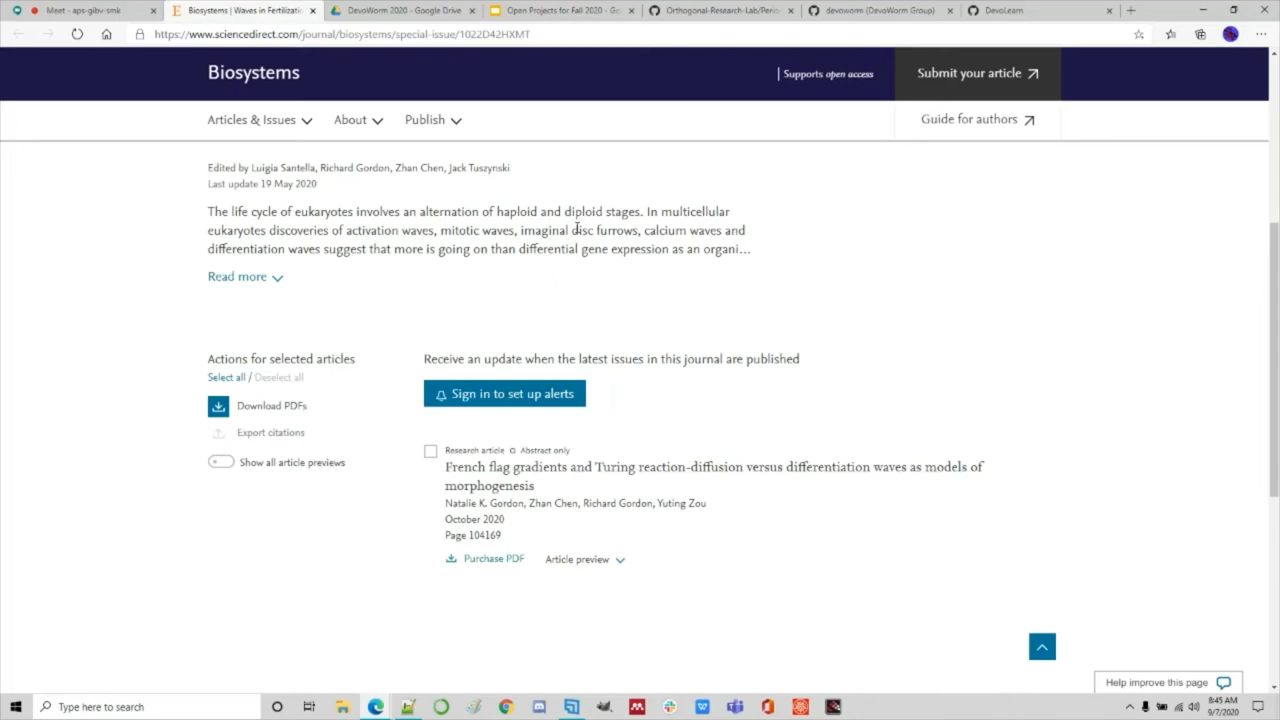 Meet - aps-gibv-smk
Biosystems | Waves in Fertilizatio
DevoWorm 2020 - Google Drive
Open Projects for Fall 2020 - Go
Orthogonal-Research-Lab/Perio
devoworm (DevoWorm Group)
DevoLearn
https://www.sciencedirect.com/journal/biosystems/special-issue/1022D42HXMT
Biosystems
Supports open access
Submit your article
Articles & Issues
About
Publish
Guide for authors
Edited by Luigia Santella, Richard Gordon, Zhan Chen, Jack Tuszynski
Last update 19 May 2020
The life cycle of eukaryotes involves an alternation of haploid and diploid stages. In multicellular
eukaryotes discoveries of activation waves, mitotic waves, imaginal disc furrows, calcium waves and
differentiation waves suggest that more is going on than differential gene expression as an organi...
Read more
Actions for selected articles
Select all / Deselect all
Download PDFs
Export citations
Show all article previews
Receive an update when the latest issues in this journal are published
Sign in to set up alerts
Research article Abstract only
French flag gradients and Turing reaction-diffusion versus differentiation waves as models of
morphogenesis
Natalie K. Gordon, Zhan Chen, Richard Gordon, Yuting Zou
October 2020
Page 104169
Purchase PDF
Article preview
Help improve this page
Type here to search
8:45 AM
9/7/2020